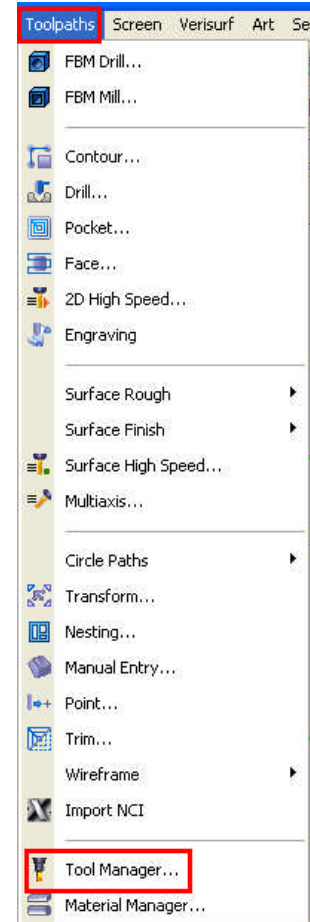 Toolpaths Screen Verisurf Art Se
FBM Drill...
FBM Mill...
Contour...
Drill...
Pocket...
Face...
2D High Speed...
Engraving
Surface Rough
Surface Finish
Surface High Speed...
Multiaxis...
Circle Paths
Transform...
Nesting...
Manual Entry...
Point...
Trim...
Wireframe
Import NCI
Tool Manager...
Material Manager...